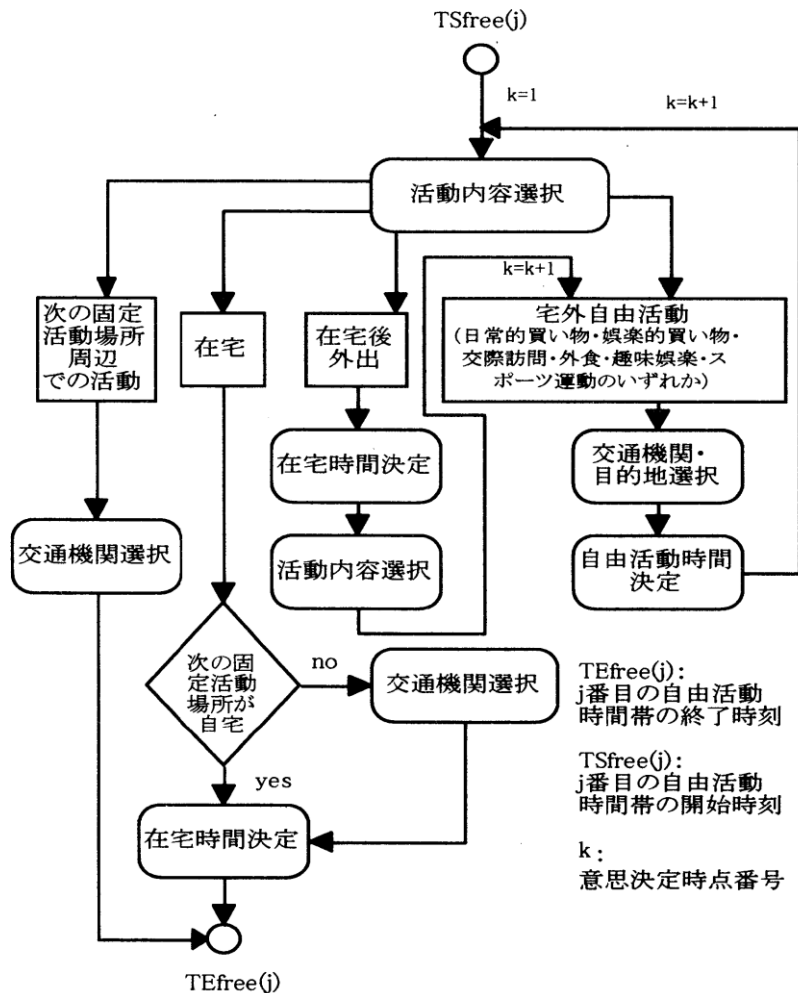 TSfree(j)
k=1
k=k+1
活動内容選択
k=k+1
次の固定
活動場所
周辺
での活動
在宅
在宅後
外出
宅外自由活動
(日常的買い物・娯楽的買い物・
交際訪問・外食・趣味娯楽・ス
ポーツ運動のいずれか)
在宅時間決定
交通機関・
目的地選択
交通機関選択
活動内容選択
自由活動時間
決定
次の固
定活動
場所が
自宅
no
交通機関選択
yes
在宅時間決定
TEfree(j)
TEfree(j):
j番目の自由活動
時間帯の終了時刻
TSfree(j):
j番目の自由活動
時間帯の開始時刻
k:
意思決定時点番号